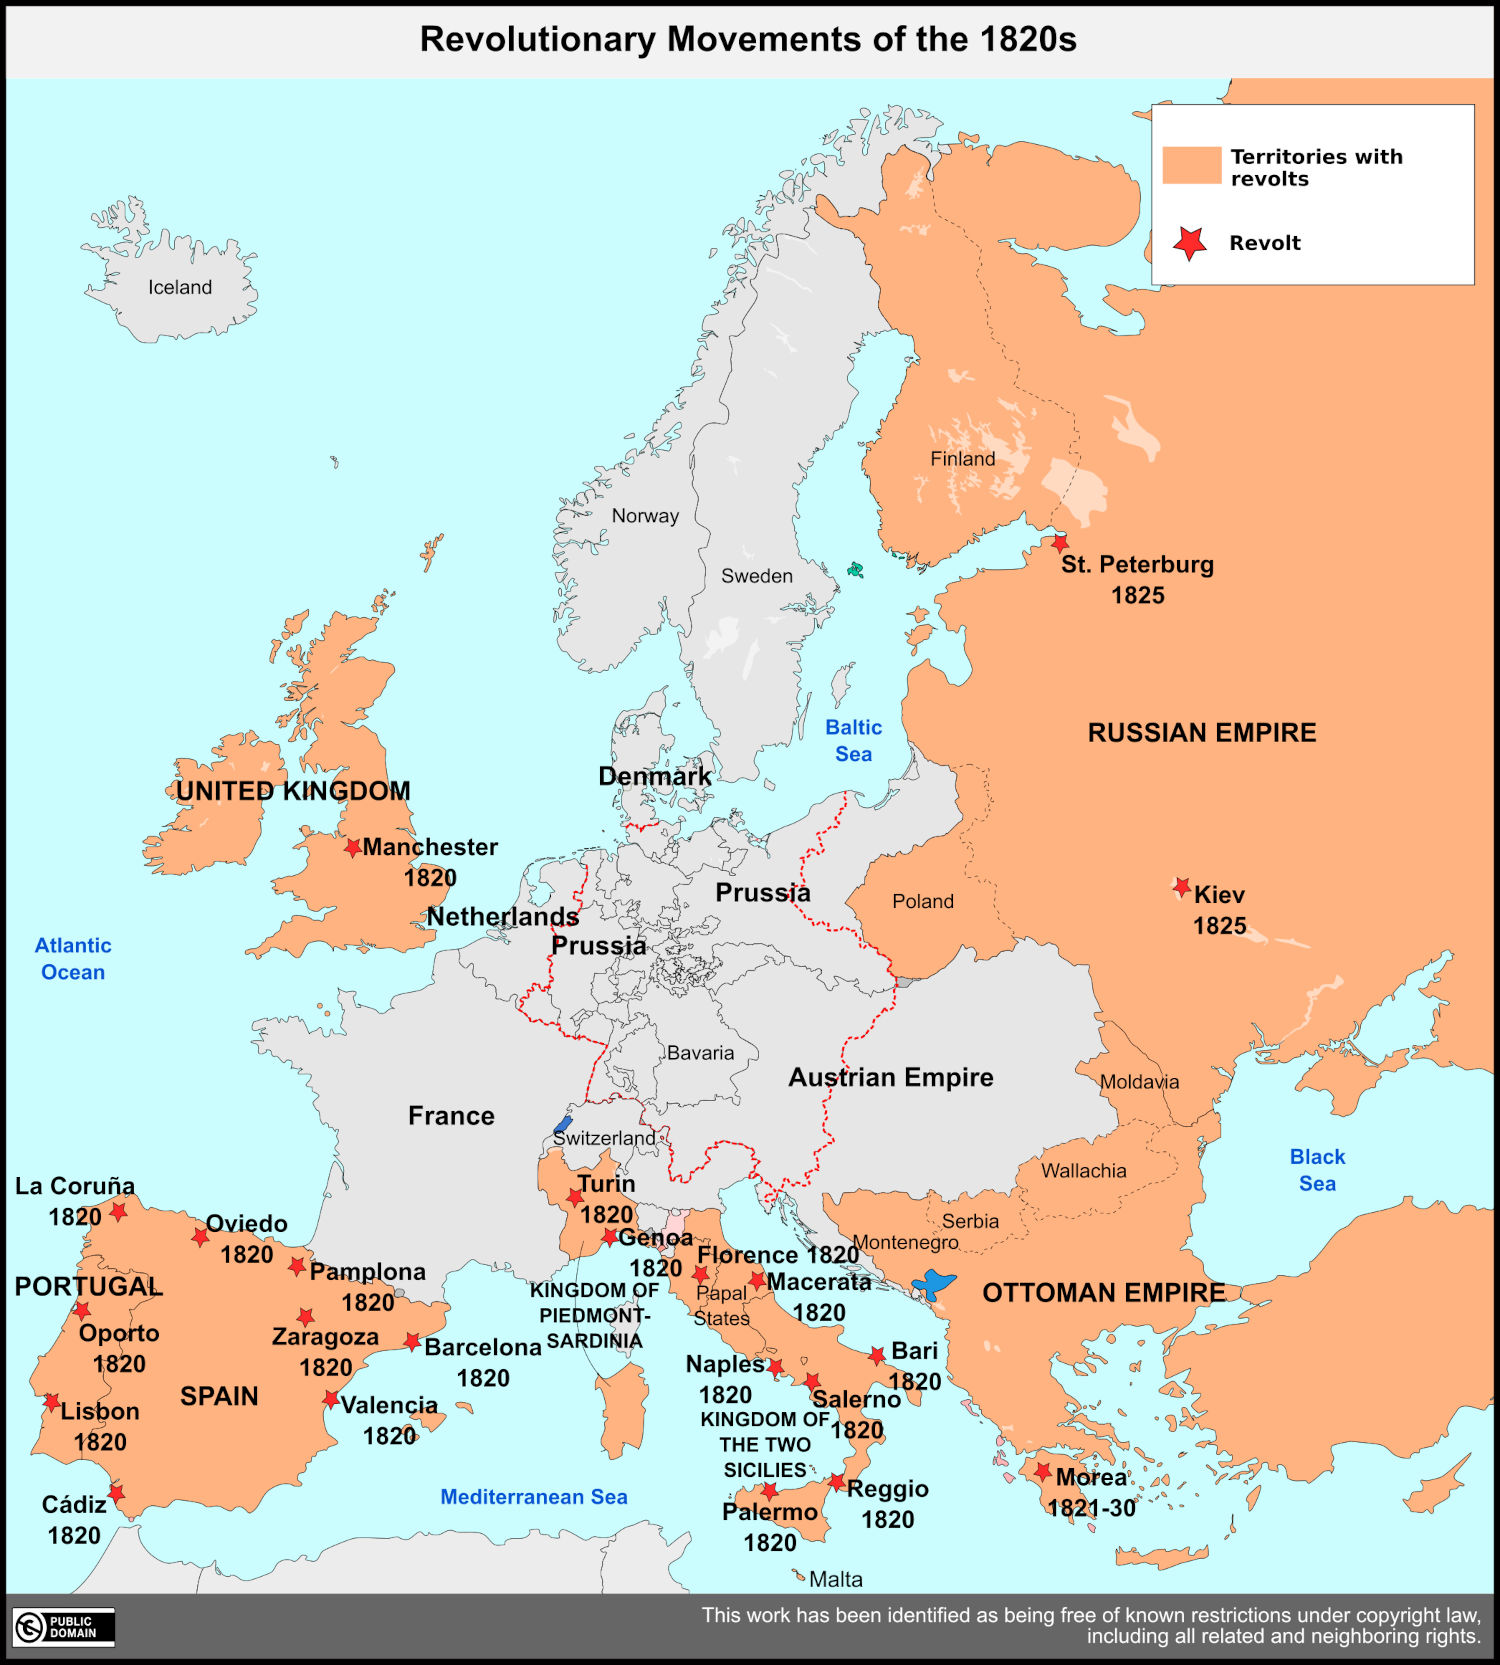 Revolutionary Movements of the 1820s
Territories with
revolts
Revolt
Iceland
Norway
Sweden
Finland
St. Peterburg
1825
Baltic
Sea
RUSSIAN EMPIRE
Denmark
UNITED KINGDOM
Manchester
1820
Netherlands
Prussia
Prussia
Poland
Kiev
1825
Atlantic
Ocean
Bavaria
Austrian Empire
Moldavia
France
Switzerland
Wallachia
Black
Sea
La Coruña
1820
Oviedo
1820
Pamplona
1820
PORTUGAL
Oporto
1820
Zaragoza
1820
Barcelona
1820
SPAIN
Lisbon
1820
Valencia
1820
Cádiz
1820
Turin
1820
Genoa
1820
KINGDOM OF
PIEDMONT-
SARDINIA
Florence 1820
Macerata
1820
Papal
States
Serbia
Montenegro
OTTOMAN EMPIRE
Naples
1820
Bari
1820
Salerno
1820
KINGDOM OF
THE TWO
SICILIES
Reggio
1820
Palermo
1820
Morea
1821-30
Mediterranean Sea
Malta
PUBLIC
DOMAIN
This work has been identified as being free of known restrictions under copyright law,
including all related and neighboring rights.